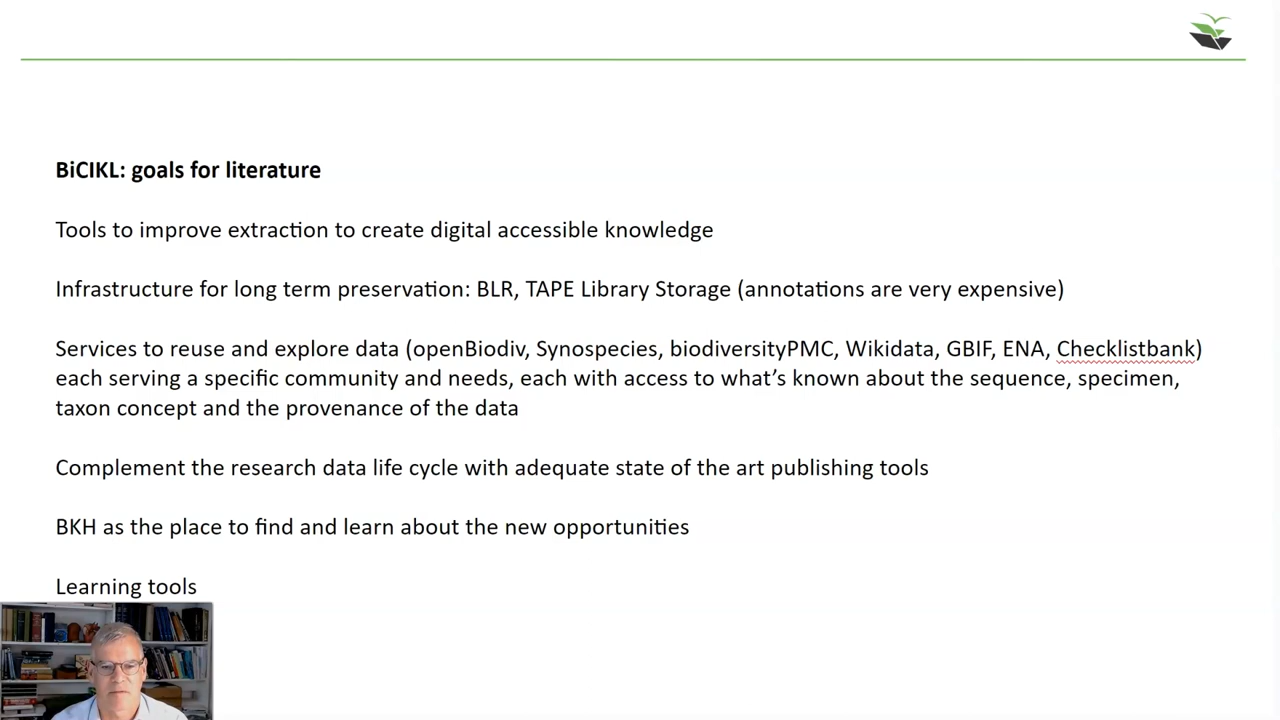 BiCIKL: goals for literature
Tools to improve extraction to create digital accessible knowledge
Infrastructure for long term preservation: BLR, TAPE Library Storage (annotations are very expensive)
Services to reuse and explore data (openBiodiv, Synospecies, biodiversityPMC, Wikidata, GBIF, ENA, Checklistbank)
each serving a specific community and needs, each with access to what’s known about the sequence, specimen,
taxon concept and the provenance of the data
Complement the research data life cycle with adequate state of the art publishing tools
BKH as the place to find and learn about the new opportunities
Learning tools